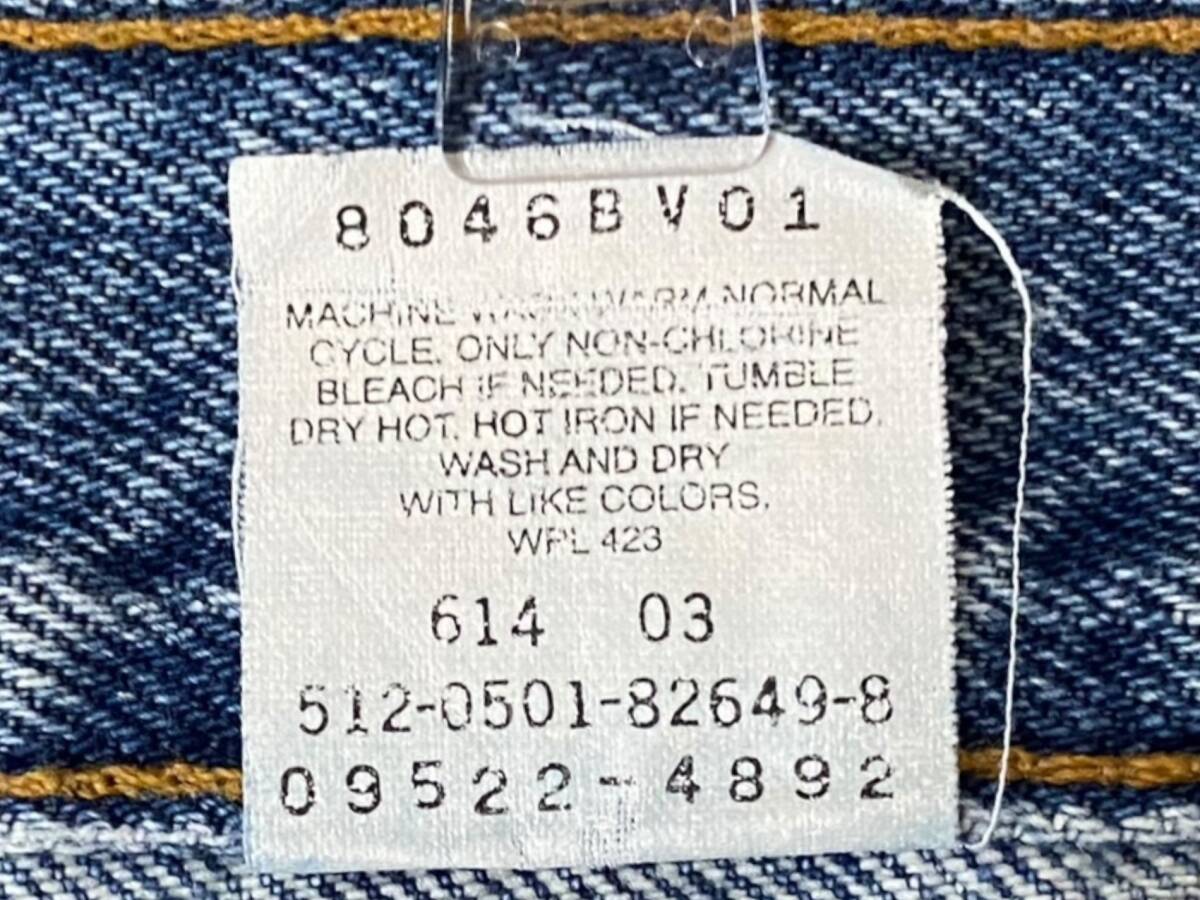 8046BV01
MACHINE WASH WARM NORMAL
CYCLE. ONLY NON-CHLORINE
BLEACH IF NEEDED. TUMBLE
DRY HOT. HOT IRON IF NEEDED.
WASH AND DRY
WITH LIKE COLORS.
WPL 423
614 03
512-0501-82649-8
09522-4892